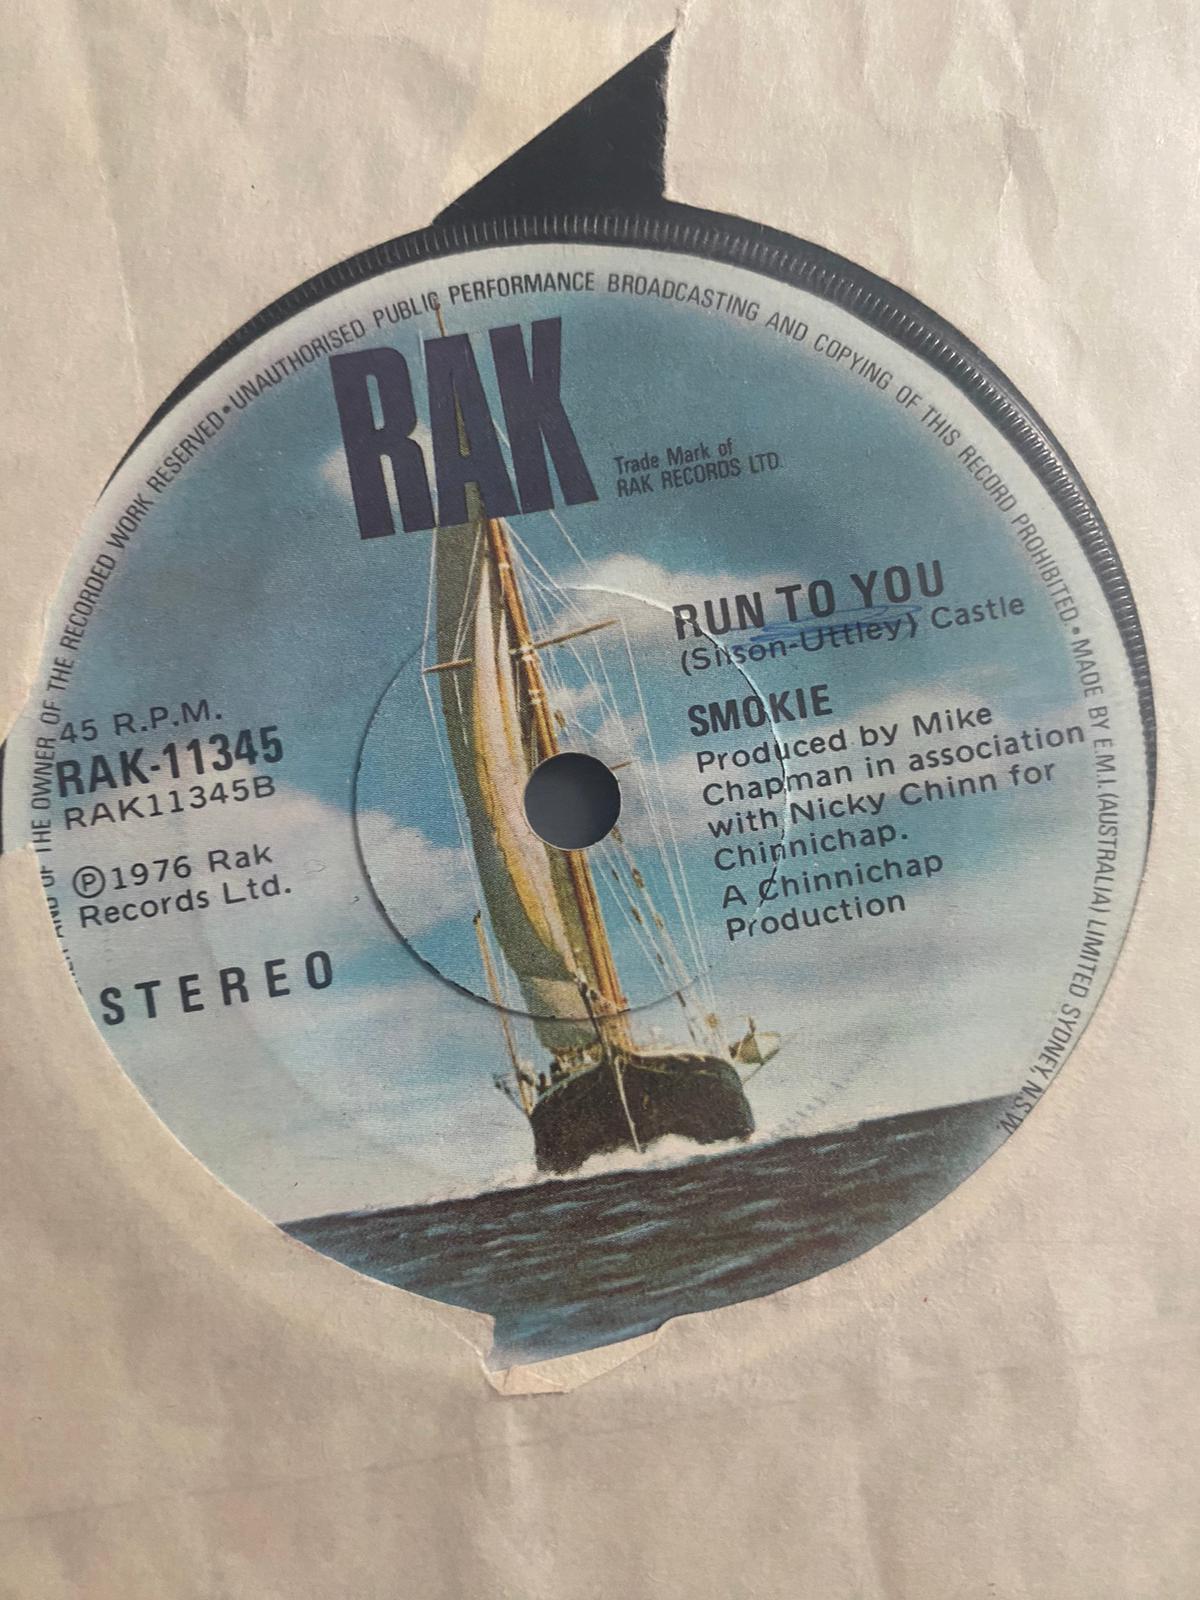 RAK
Trade Mark of
RAK RECORDS LTD.
RUN TO YOU
(Silson-Uttley) Castle
SMOKIE
Produced by Mike
Chapman in association
with Nicky Chinn for
Chinnichap.
A Chinnichap
Production
45 R.P.M.
RAK-11345
RAK11345B
Ⓟ1976 Rak
Records Ltd.
STEREO
AND OF THE OWNER OF THE RECORDED WORK RESERVED • UNAUTHORISED PUBLIC PERFORMANCE BROADCASTING AND COPYING OF THIS RECORD PROHIBITED. • MADE BY E.M.I. (AUSTRALIA) LIMITED SYDNEY, N.S.W.